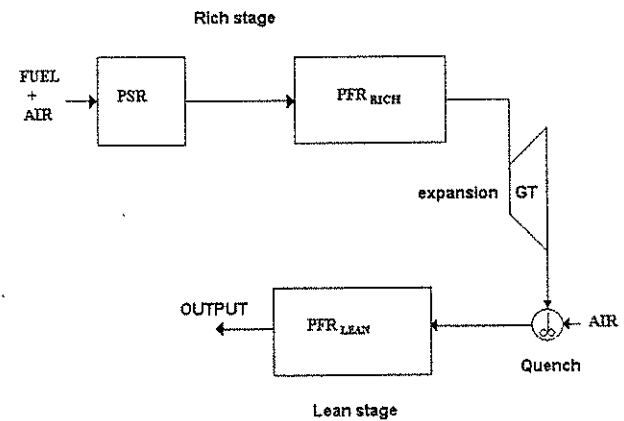 Rich stage
FUEL
+
AIR
PSR
PFR RICH
expansion
GT
OUTPUT
PFR LEAN
AIR
Quench
Lean stage